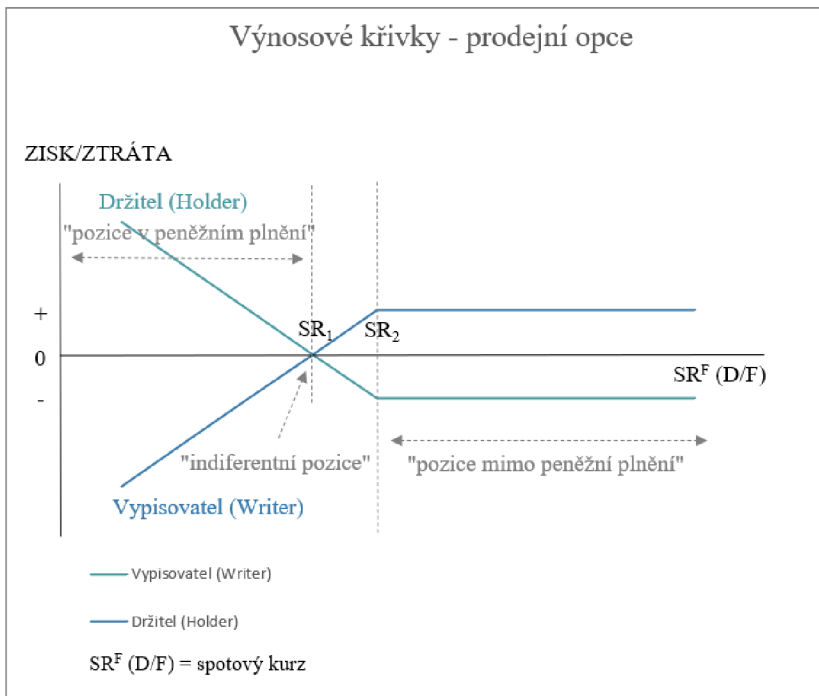 Výnosové křivky - prodejní opce
ZISK/ZTRÁTA
Držitel (Holder)
"pozice v peněžním plnění"
+
SR₁
SR₂
0
SRᶠ (D/F)
-
"indiferentní pozice"
"pozice mimo peněžní plnění"
Vypisovatel (Writer)
Vypisovatel (Writer)
Držitel (Holder)
SRᶠ (D/F) = spotový kurz